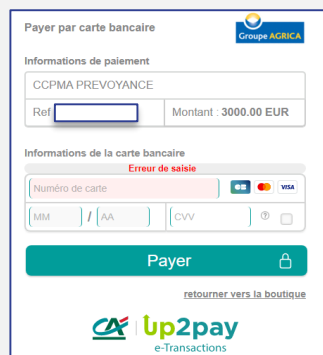 Payer par carte bancaire
Groupe AGRICA
Informations de paiement
CCPMA PREVOYANCE
Ref
Montant : 3000.00 EUR
Informations de la carte bancaire
Erreur de saisie
Numéro de carte
CB
VISA
MM / AA
CVV
?
Payer
retourner vers la boutique
CA up2pay
e-Transactions